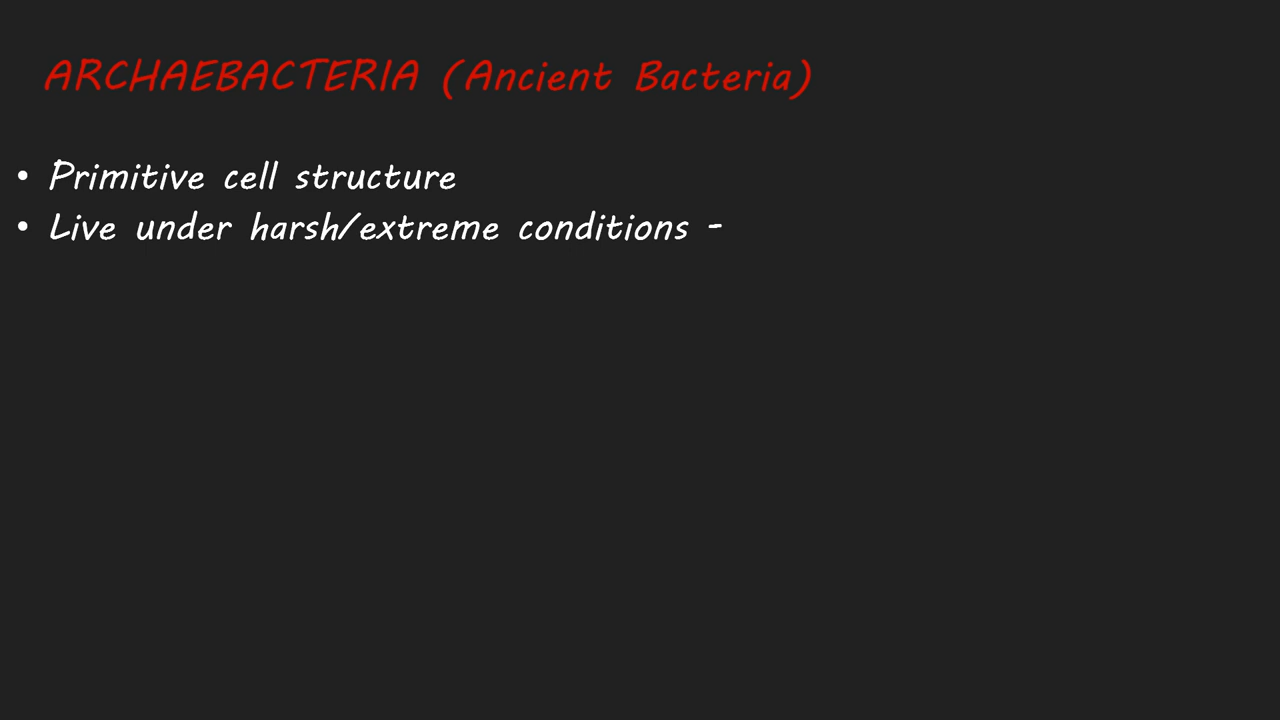 ARCHAEBACTERIA (Ancient Bacteria)
• Primitive cell structure
• Live under harsh/extreme conditions -